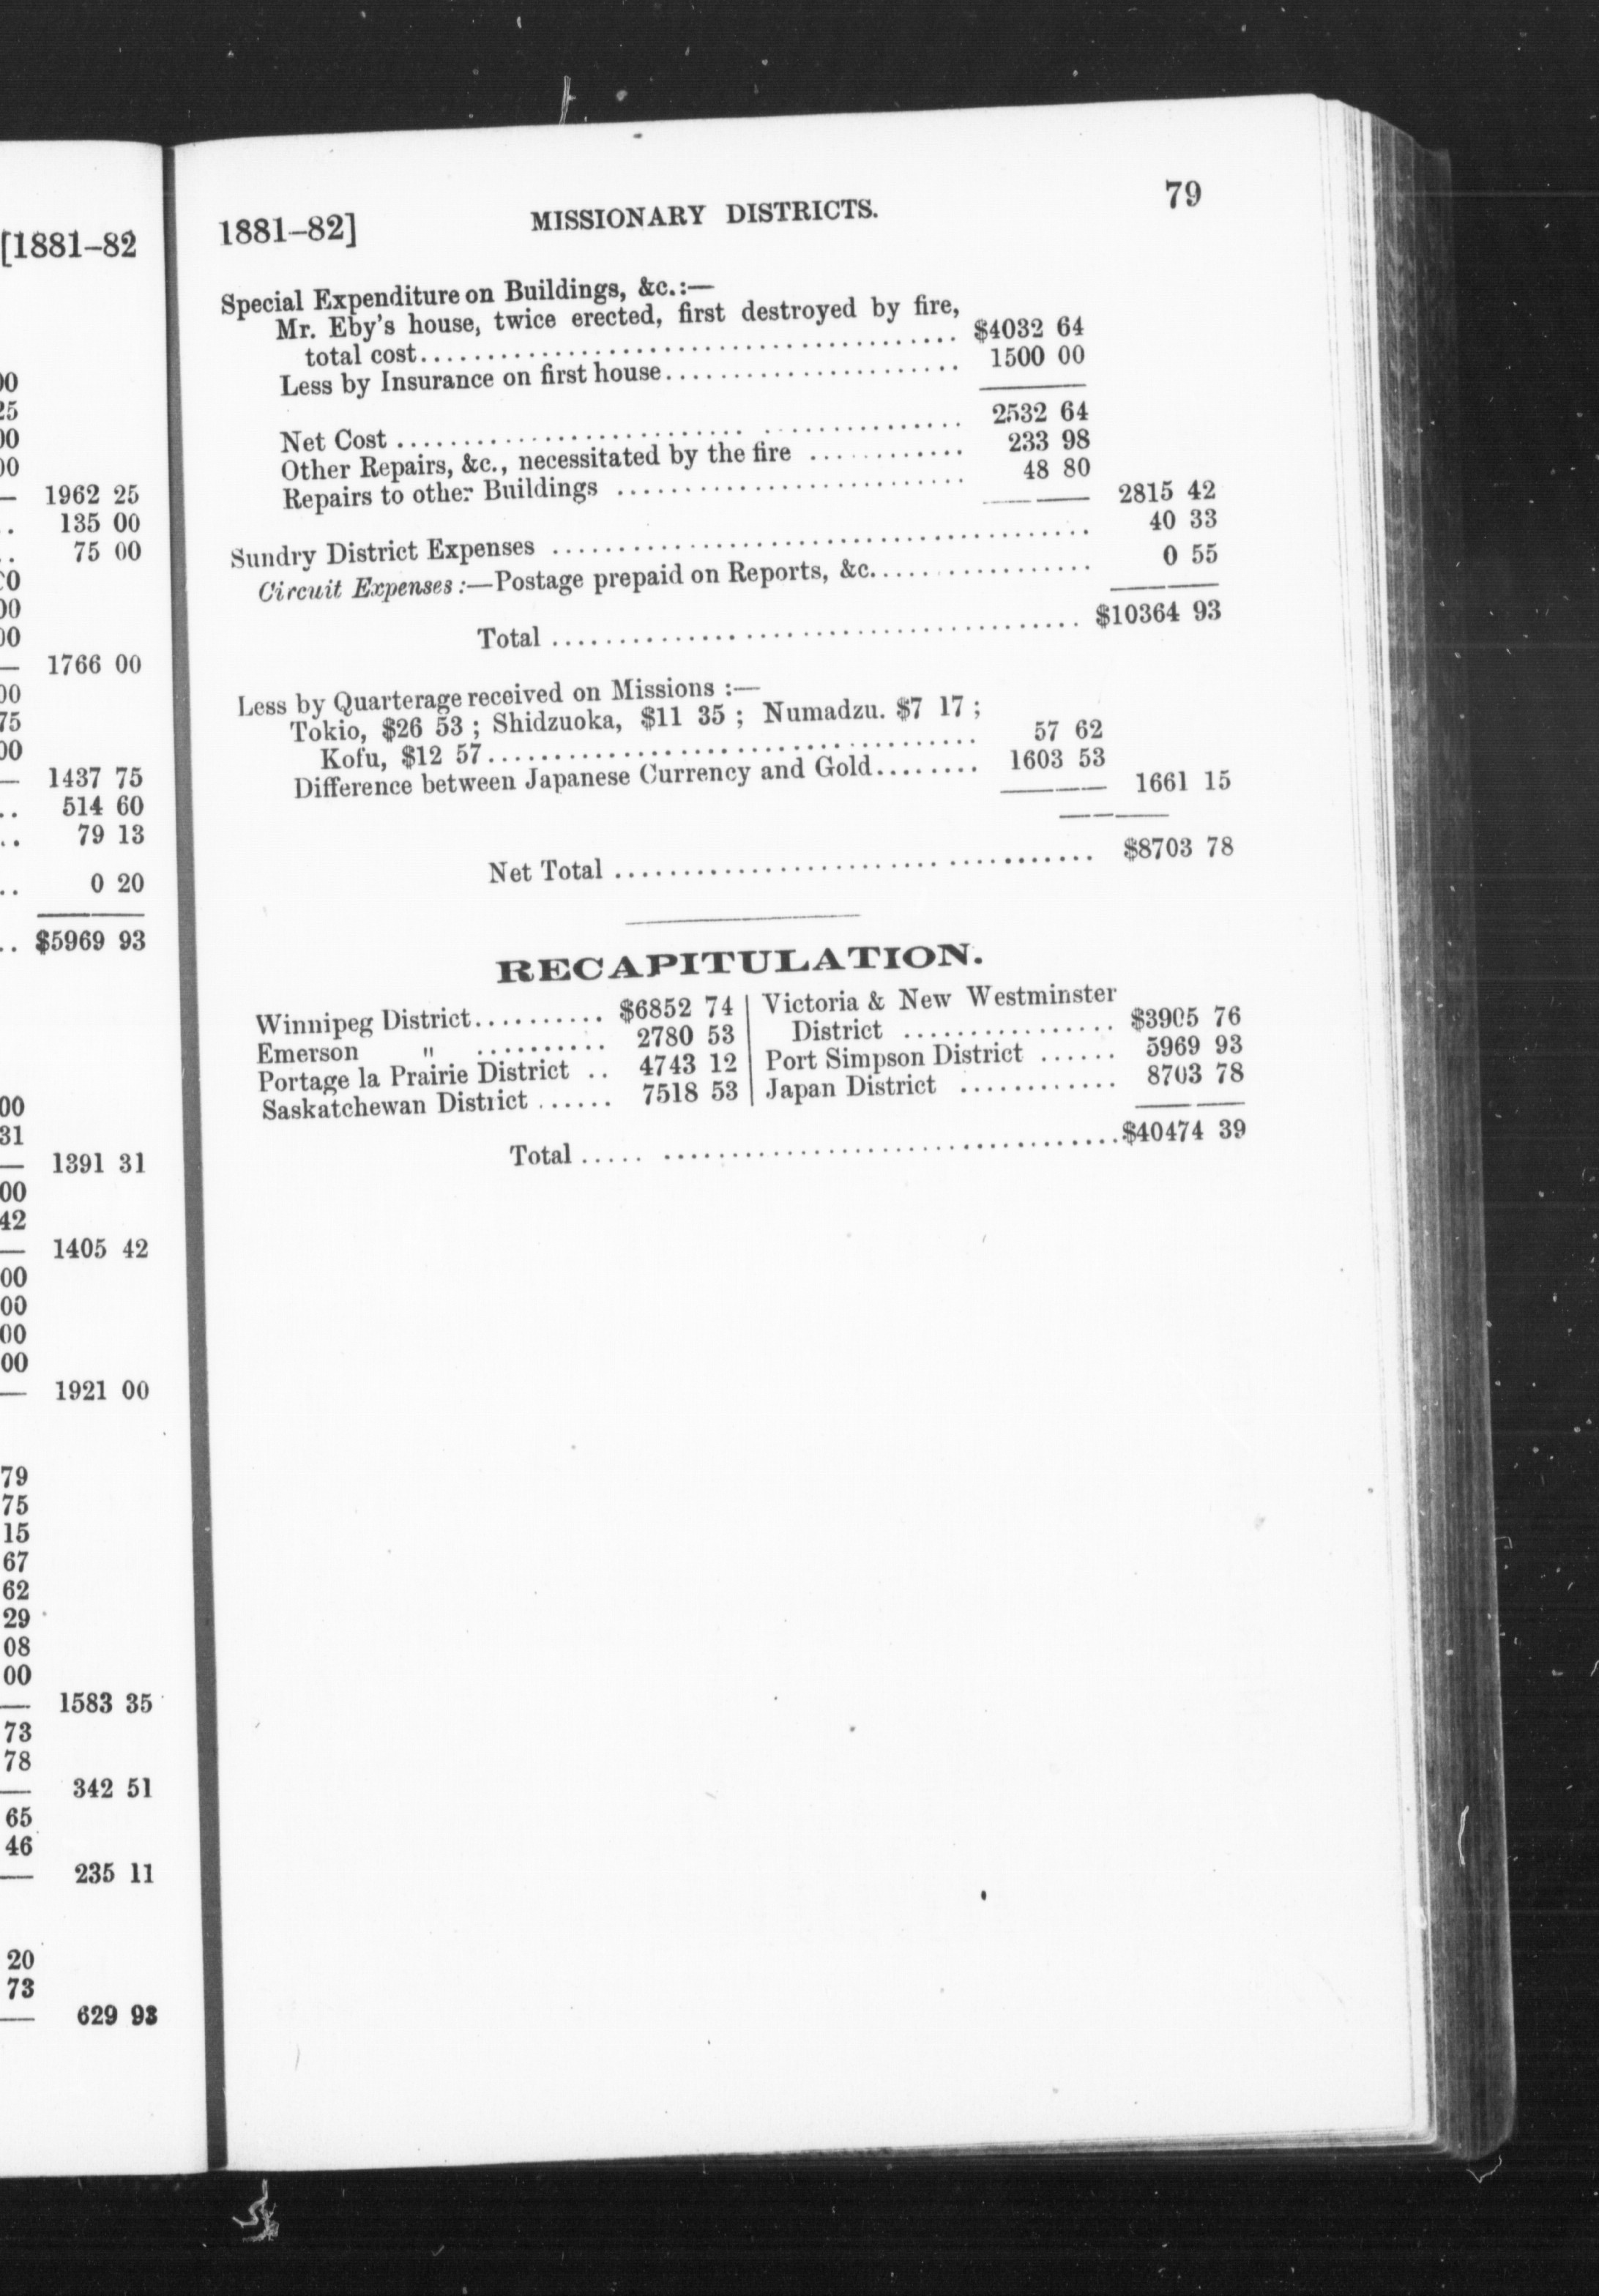 [1881–82
00
25
00
00
— 1962 25
.. 135 00
.. 75 00
00
00
00
— 1766 00
00
75
00
— 1437 75
.. 514 60
.. 79 13
.. 0 20
.. $5969 93
00
31
— 1391 31
00
42
— 1405 42
00
00
00
00
— 1921 00
79
75
15
67
62
29
08
00
— 1583 35
73
78
— 342 51
65
46
— 235 11
20
73
— 629 93
1881–82] MISSIONARY DISTRICTS. 79
Special Expenditure on Buildings, &c.:—
Mr. Eby's house, twice erected, first destroyed by fire,
total cost........................................ $4032 64
Less by Insurance on first house...................... 1500 00
Net Cost ........................................ 2532 64
Other Repairs, &c., necessitated by the fire ............ 233 98
Repairs to other Buildings .......................... 48 80
——— 2815 42
Sundry District Expenses ........................................ 40 33
Circuit Expenses:—Postage prepaid on Reports, &c................. 0 55
Total ........................................ $10364 93
Less by Quarterage received on Missions :—
Tokio, $26 53 ; Shidzuoka, $11 35 ; Numadzu. $7 17 ;
Kofu, $12 57.................................... 57 62
Difference between Japanese Currency and Gold........ 1603 53
——— 1661 15
Net Total .................................... $8703 78
RECAPITULATION.
Winnipeg District.......... $6852 74
Emerson " .......... 2780 53
Portage la Prairie District .. 4743 12
Saskatchewan District ...... 7518 53
Victoria & New Westminster
District ................ $3905 76
Port Simpson District ...... 5969 93
Japan District ............ 8703 78
Total ........................................$40474 39